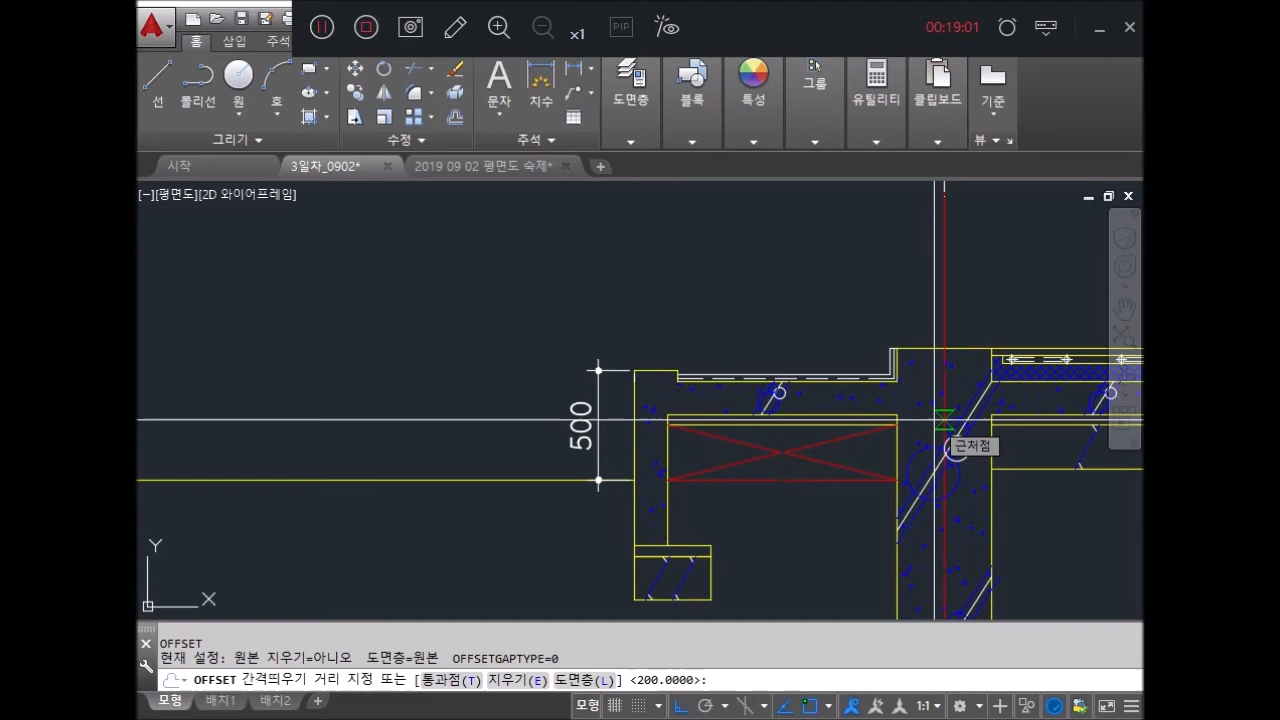 x1
PIP
00:19:01
홈
삽입
주석
선
폴리선
원
호
문자
치수
도면층
블록
특성
그룹
유틸리티
클립보드
기준
그리기
수정
주석
뷰
시작
3일차_0902*
2019 09 02 평면도 숙제*
[−][평면도][2D 와이어프레임]
500
근처점
Y
X
OFFSET
현재 설정: 원본 지우기=아니오 도면층=원본 OFFSETGAPTYPE=0
OFFSET 간격띄우기 거리 지정 또는 [통과점(T) 지우기(E) 도면층(L)] <200.0000>:
모형
배치1
배치2
모형
1:1